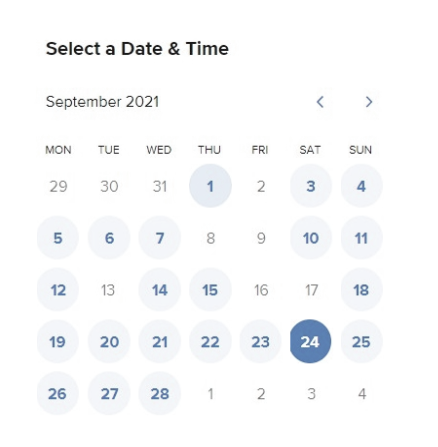 Select a Date & Time
September 2021
MON TUE WED THU FRI SAT SUN
29 30 31 1 2 3 4
5 6 7 8 9 10 11
12 13 14 15 16 17 18
19 20 21 22 23 24 25
26 27 28 1 2 3 4